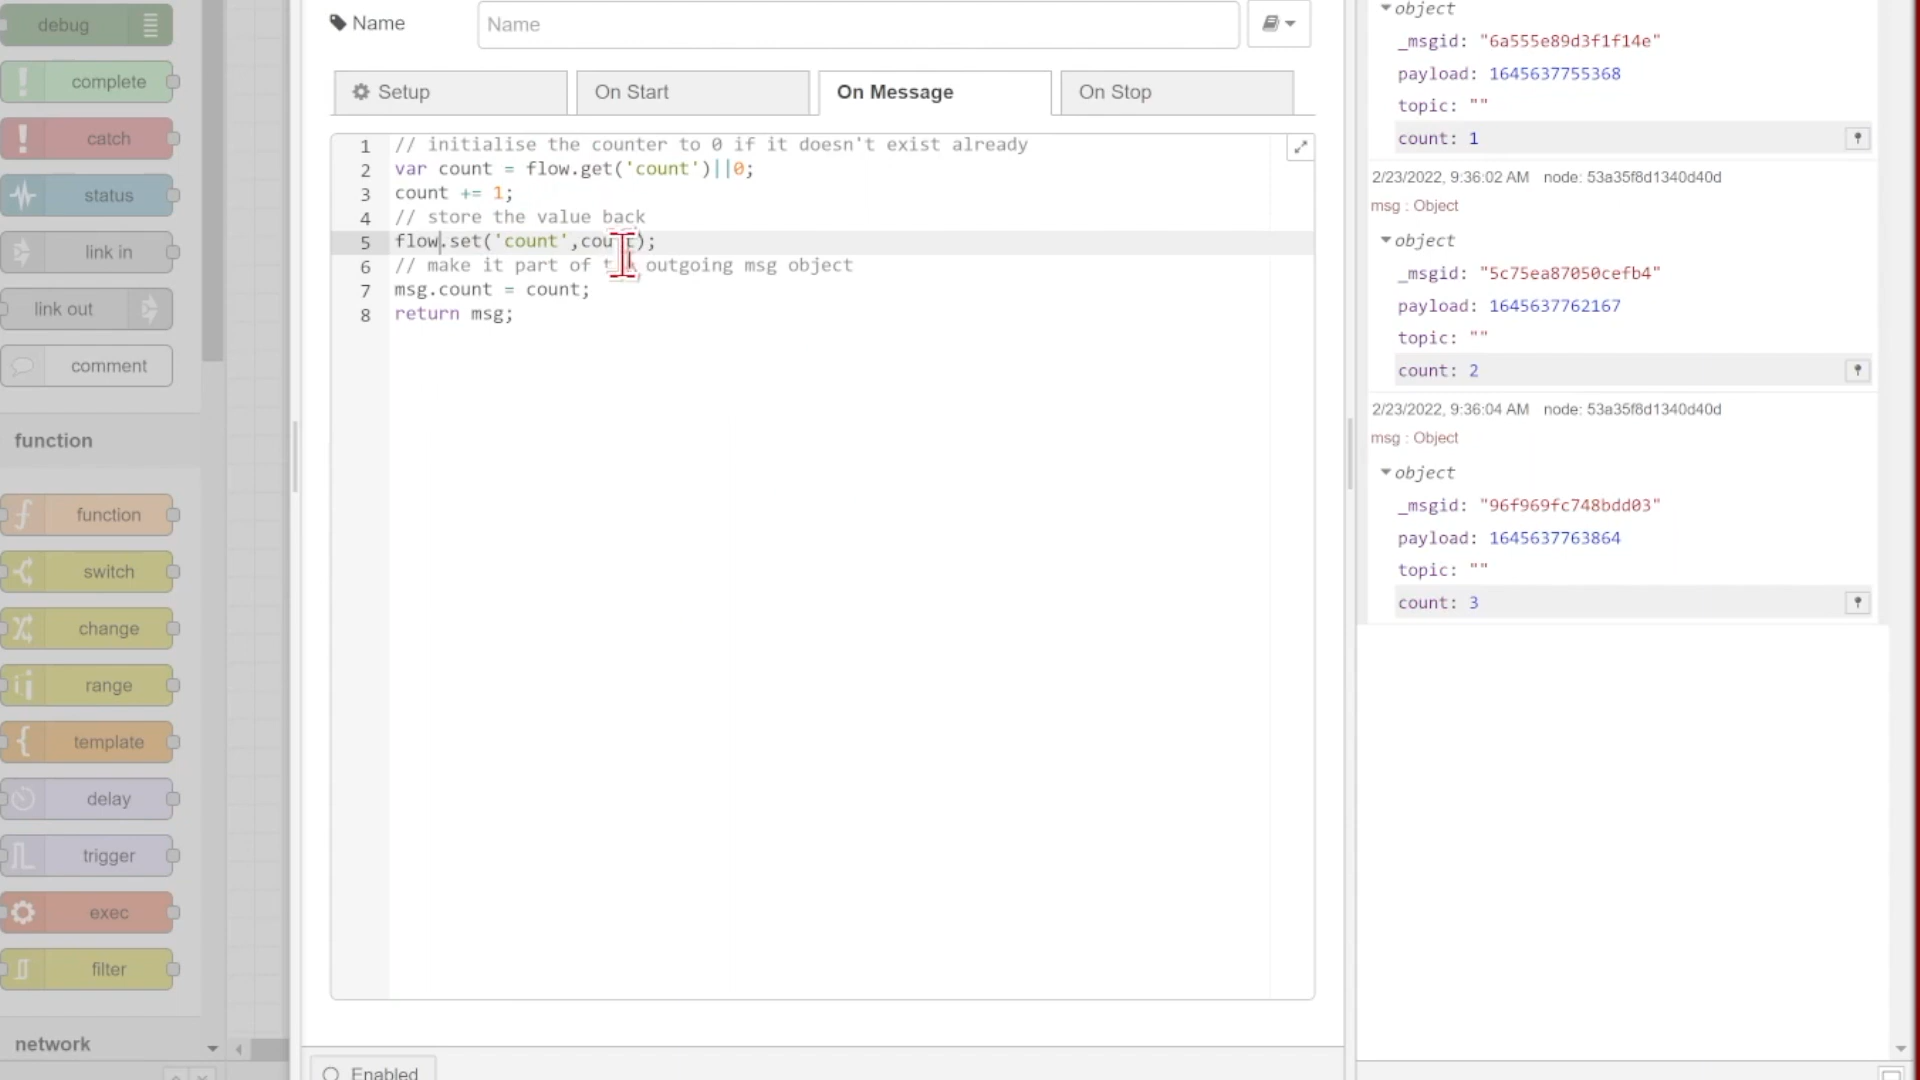 debug
complete
catch
status
link in
link out
comment
function
function
switch
change
range
template
delay
trigger
exec
filter
network
Name
Name
Setup
On Start
On Message
On Stop
1 // initialise the counter to 0 if it doesn't exist already
2 var count = flow.get('count')||0;
3 count += 1;
4 // store the value back
5 flow.set('count',count);
6 // make it part of outgoing msg object
7 msg.count = count;
8 return msg;
Enabled
object
_msgid: "6a555e89d3f1f14e"
payload: 1645637755368
topic: ""
count: 1
2/23/2022, 9:36:02 AM node: 53a35f8d1340d40d
msg : Object
object
_msgid: "5c75ea87050cefb4"
payload: 1645637762167
topic: ""
count: 2
2/23/2022, 9:36:04 AM node: 53a35f8d1340d40d
msg : Object
object
_msgid: "96f969fc748bdd03"
payload: 1645637763864
topic: ""
count: 3